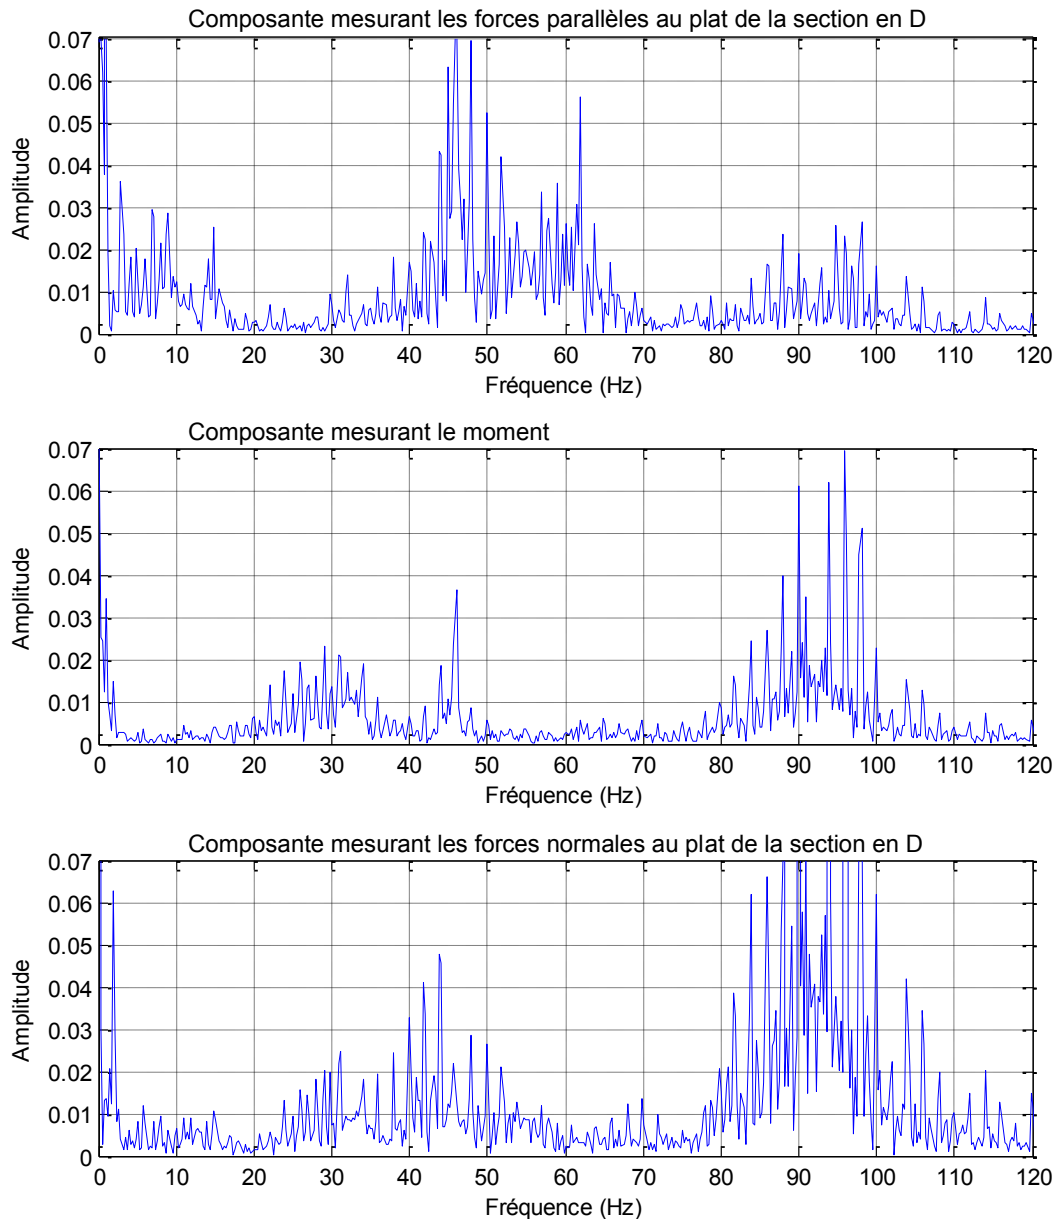 Composante mesurant les forces parallèles au plat de la section en D
0.07
0.06
0.05
0.04
0.03
0.02
0.01
0
Amplitude
0 10 20 30 40 50 60 70 80 90 100 110 120
Fréquence (Hz)
Composante mesurant le moment
0.07
0.06
0.05
0.04
0.03
0.02
0.01
0
Amplitude
0 10 20 30 40 50 60 70 80 90 100 110 120
Fréquence (Hz)
Composante mesurant les forces normales au plat de la section en D
0.07
0.06
0.05
0.04
0.03
0.02
0.01
0
Amplitude
0 10 20 30 40 50 60 70 80 90 100 110 120
Fréquence (Hz)